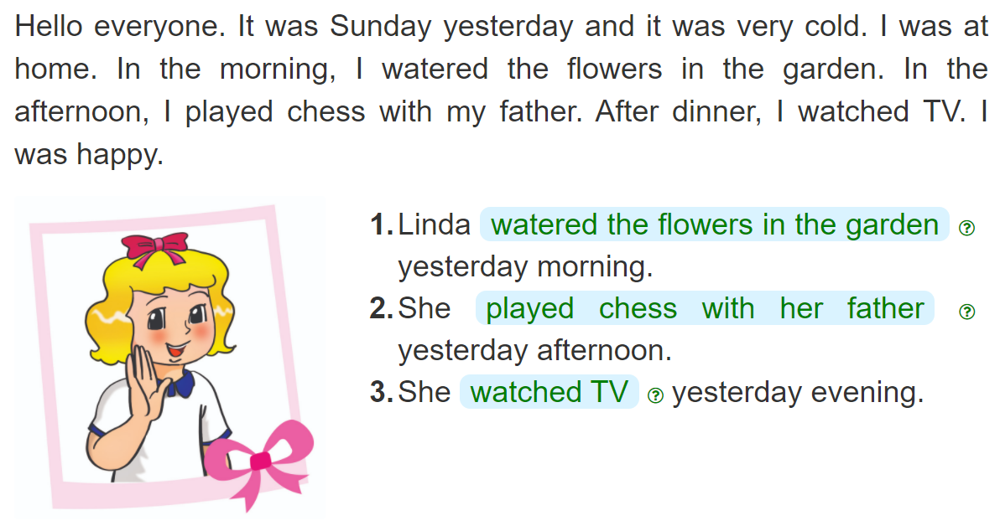 Hello everyone. It was Sunday yesterday and it was very cold. I was at
home. In the morning, I watered the flowers in the garden. In the
afternoon, I played chess with my father. After dinner, I watched TV. I
was happy.
1. Linda watered the flowers in the garden ?
yesterday morning.
2. She played chess with her father ?
yesterday afternoon.
3. She watched TV ? yesterday evening.